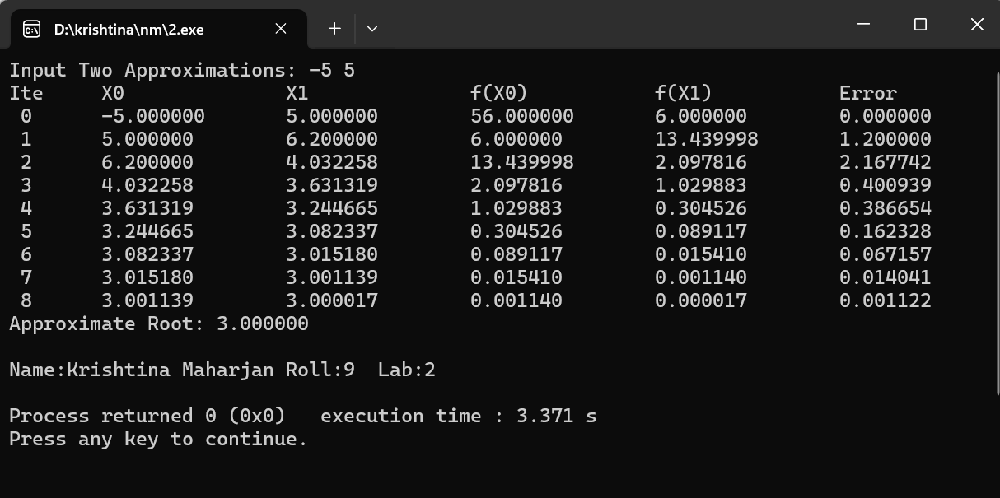 D:\krishtina\nm\2.exe
Input Two Approximations: -5 5
Ite X0 X1 f(X0) f(X1) Error
0 -5.000000 5.000000 56.000000 6.000000 0.000000
1 5.000000 6.200000 6.000000 13.439998 1.200000
2 6.200000 4.032258 13.439998 2.097816 2.167742
3 4.032258 3.631319 2.097816 1.029883 0.400939
4 3.631319 3.244665 1.029883 0.304526 0.386654
5 3.244665 3.082337 0.304526 0.089117 0.162328
6 3.082337 3.015180 0.089117 0.015410 0.067157
7 3.015180 3.001139 0.015410 0.001140 0.014041
8 3.001139 3.000017 0.001140 0.000017 0.001122
Approximate Root: 3.000000
Name:Krishtina Maharjan Roll:9 Lab:2
Process returned 0 (0x0) execution time : 3.371 s
Press any key to continue.